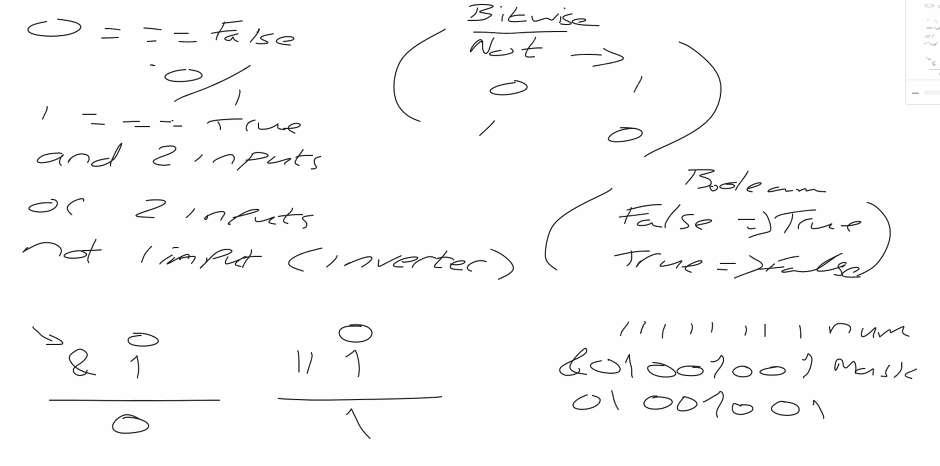 0 = === False
0/1
1 = === True
and 2 inputs
or 2 inputs
not 1 input (inverter)
Bitwise
Not →
0 1
1 0
Boolean
False => True
True => False
0
& 1
0
0
|| 1
1
11111111 num
& 01001001 Mask
01001001